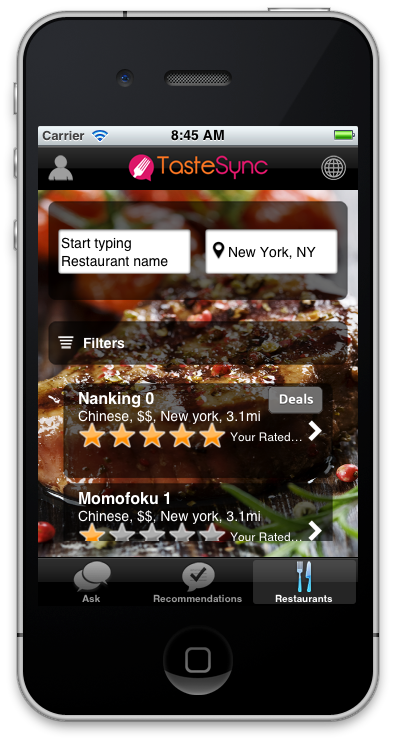 Carrier 8:45 AM
TasteSync
Start typing
Restaurant name
New York, NY
Filters
Nanking 0
Deals
Chinese, $$, New york, 3.1mi
Your Rated...
Momofoku 1
Chinese, $$, New york, 3.1mi
Your Rated...
Ask Recommendations Restaurants